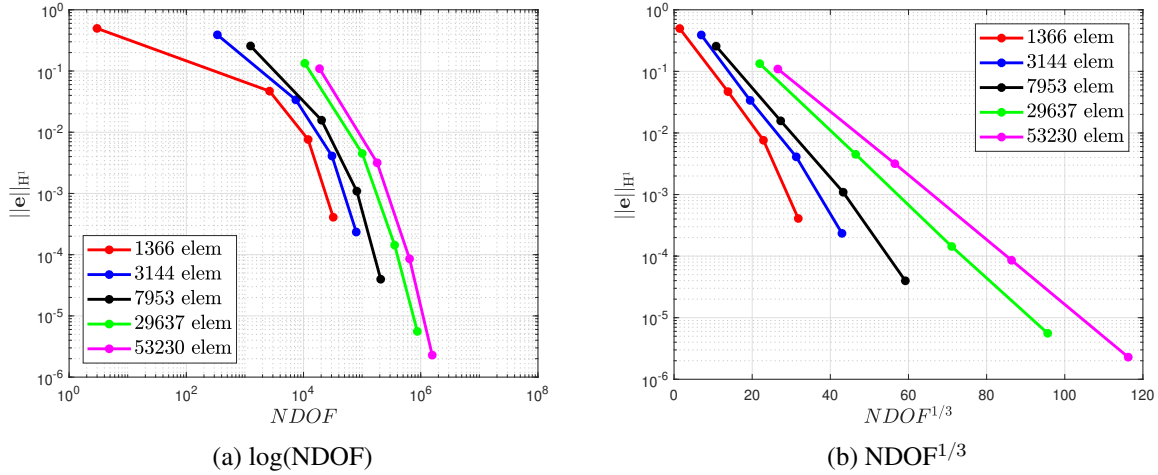 10^0
10^-1
10^-2
10^-3
10^-4
10^-5
10^-6
||e||_H^1
1366 elem
3144 elem
7953 elem
29637 elem
53230 elem
10^0 10^2 10^4 10^6 10^8
NDOF
(a) log(NDOF)
10^0
10^-1
10^-2
10^-3
10^-4
10^-5
10^-6
||e||_H^1
1366 elem
3144 elem
7953 elem
29637 elem
53230 elem
0 20 40 60 80 100 120
NDOF^1/3
(b) NDOF^1/3